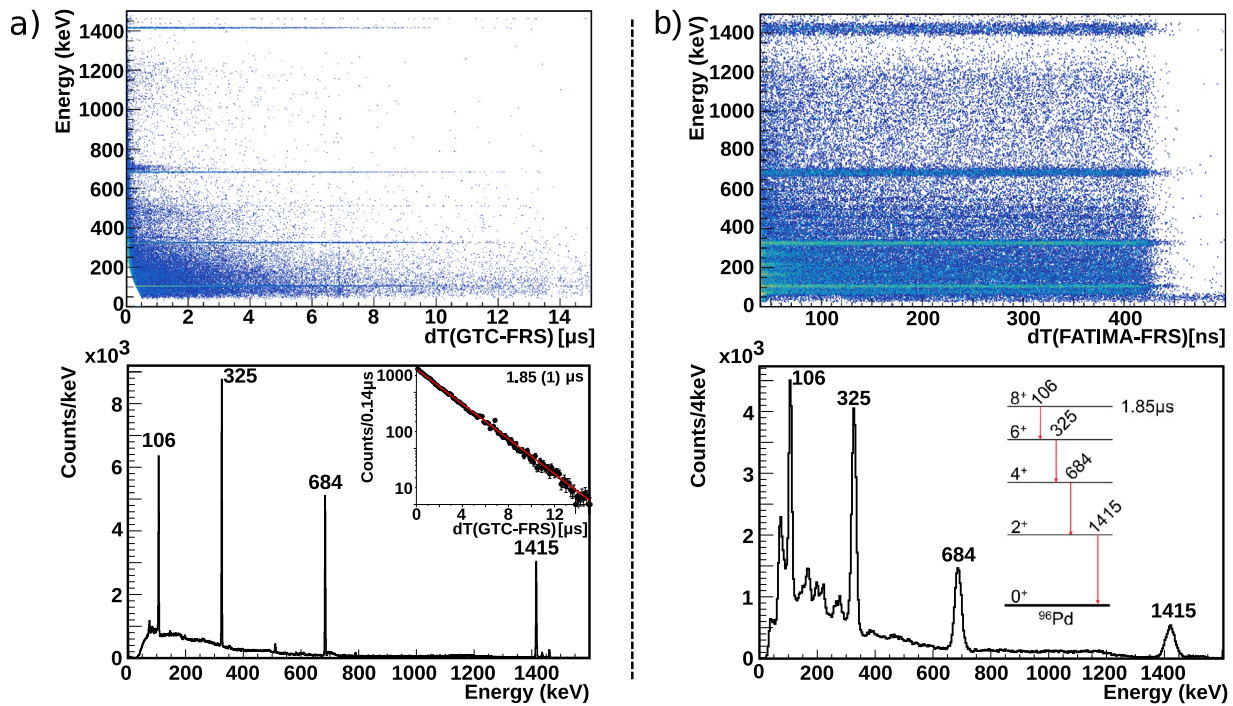 a)
Energy (keV)
1400
1200
1000
800
600
400
200
0
0 2 4 6 8 10 12 14
dT(GTC-FRS) [µs]
b)
Energy (keV)
1400
1200
1000
800
600
400
200
0
100 200 300 400
dT(FATIMA-FRS)[ns]
x10³
Counts/keV
8
6
4
2
0
106
325
684
1415
0 200 400 600 800 1000 1200 1400
Energy (keV)
1.85 (1) µs
Counts/0.14µs
1000
100
10
0 4 8 12
dT(GTC-FRS) [µs]
x10³
Counts/4keV
4
3
2
1
0
106
325
684
1415
0 200 400 600 800 1000 1200 1400
Energy (keV)
8⁺ 106 1.85µs
6⁺ 325
4⁺ 684
2⁺ 1415
0⁺
⁹⁶Pd